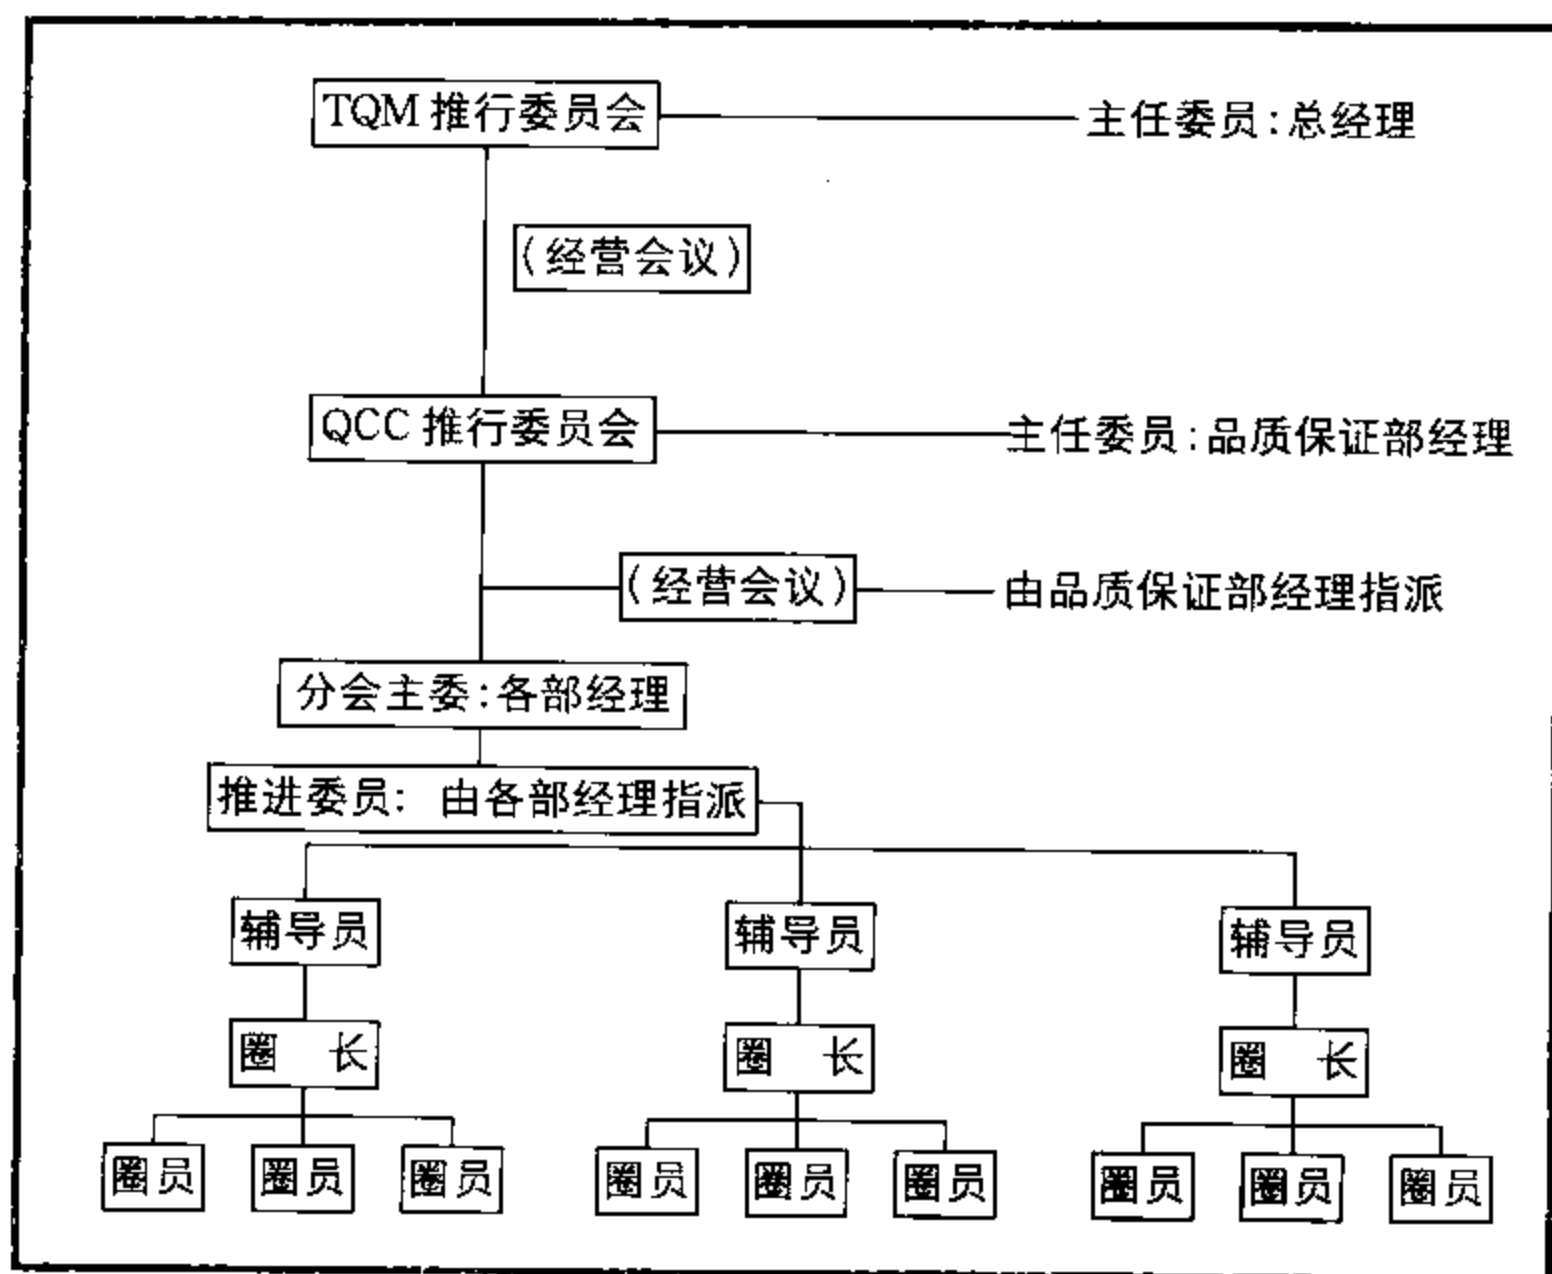 TQM 推行委员会 主任委员:总经理
(经营会议)
QCC 推行委员会 主任委员:品质保证部经理
(经营会议) 由品质保证部经理指派
分会主委:各部经理
推进委员: 由各部经理指派
辅导员 辅导员 辅导员
圈 长 圈 长 圈 长
圈员 圈员 圈员 圈员 圈员 圈员 圈员 圈员 圈员